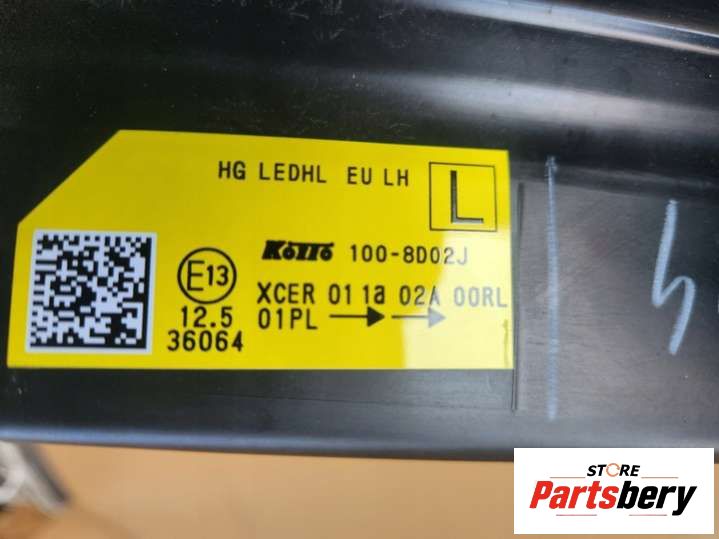 HG LEDHL EU LH L
KOITO 100-8D02J
E13 XCER 01 1a 02A 00RL
12.5 01PL → →
36064
4
STORE
Partsbery